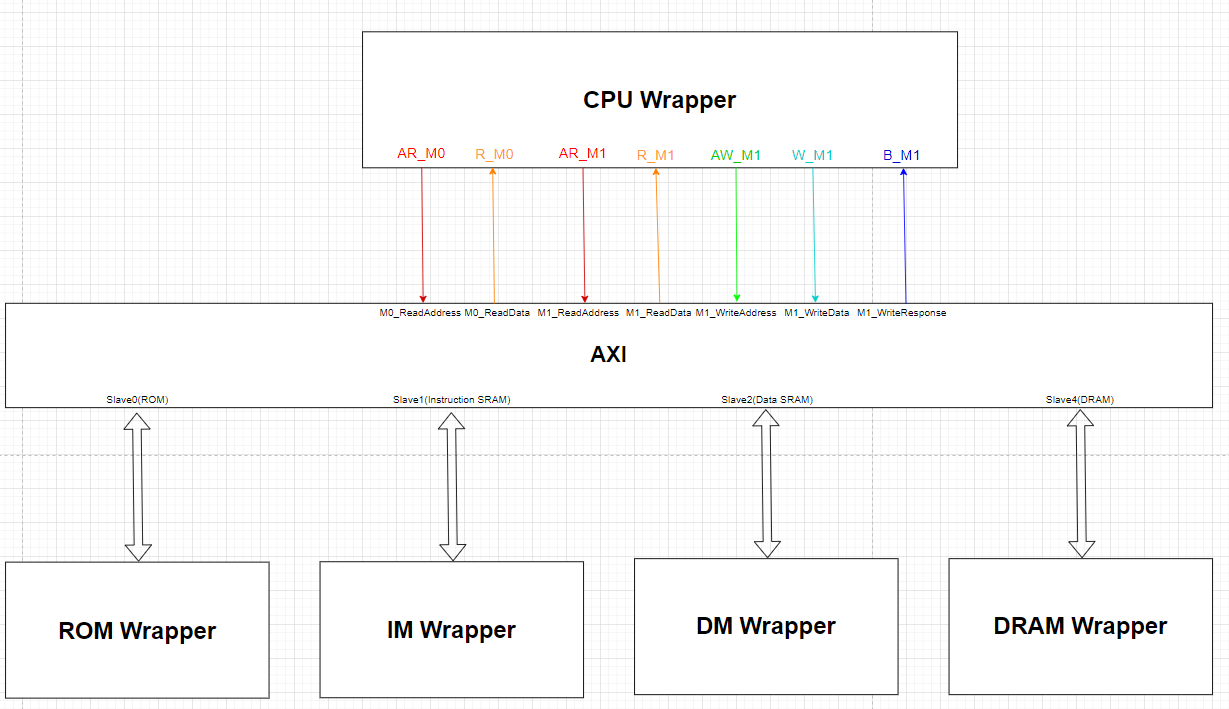 CPU Wrapper
AR_M0 R_M0 AR_M1 R_M1 AW_M1 W_M1 B_M1
M0_ReadAddress M0_ReadData M1_ReadAddress M1_ReadData M1_WriteAddress M1_WriteData M1_WriteResponse
AXI
Slave0(ROM) Slave1(Instruction SRAM) Slave2(Data SRAM) Slave4(DRAM)
ROM Wrapper IM Wrapper DM Wrapper DRAM Wrapper